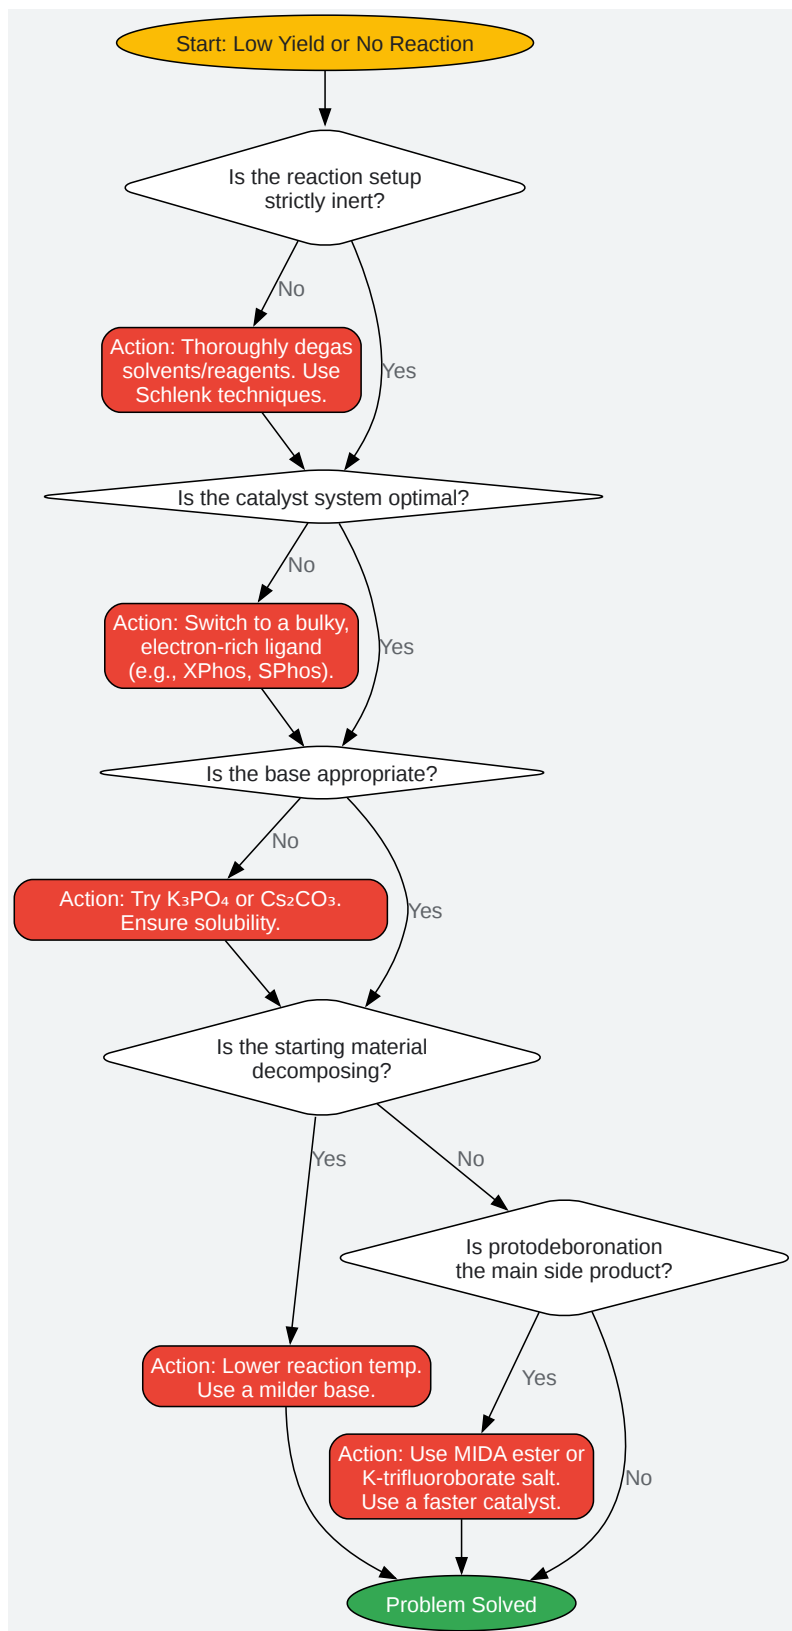 Start: Low Yield or No Reaction
Is the reaction setup
strictly inert?
No
Action: Thoroughly degas
solvents/reagents. Use
Schlenk techniques.
Yes
Is the catalyst system optimal?
No
Action: Switch to a bulky,
electron-rich ligand
(e.g., XPhos, SPhos).
Yes
Is the base appropriate?
No
Action: Try K₃PO₄ or Cs₂CO₃.
Ensure solubility.
Yes
Is the starting material
decomposing?
Yes
No
Is protodeboronation
the main side product?
Action: Lower reaction temp.
Use a milder base.
Yes
Action: Use MIDA ester or
K-trifluoroborate salt.
Use a faster catalyst.
No
Problem Solved